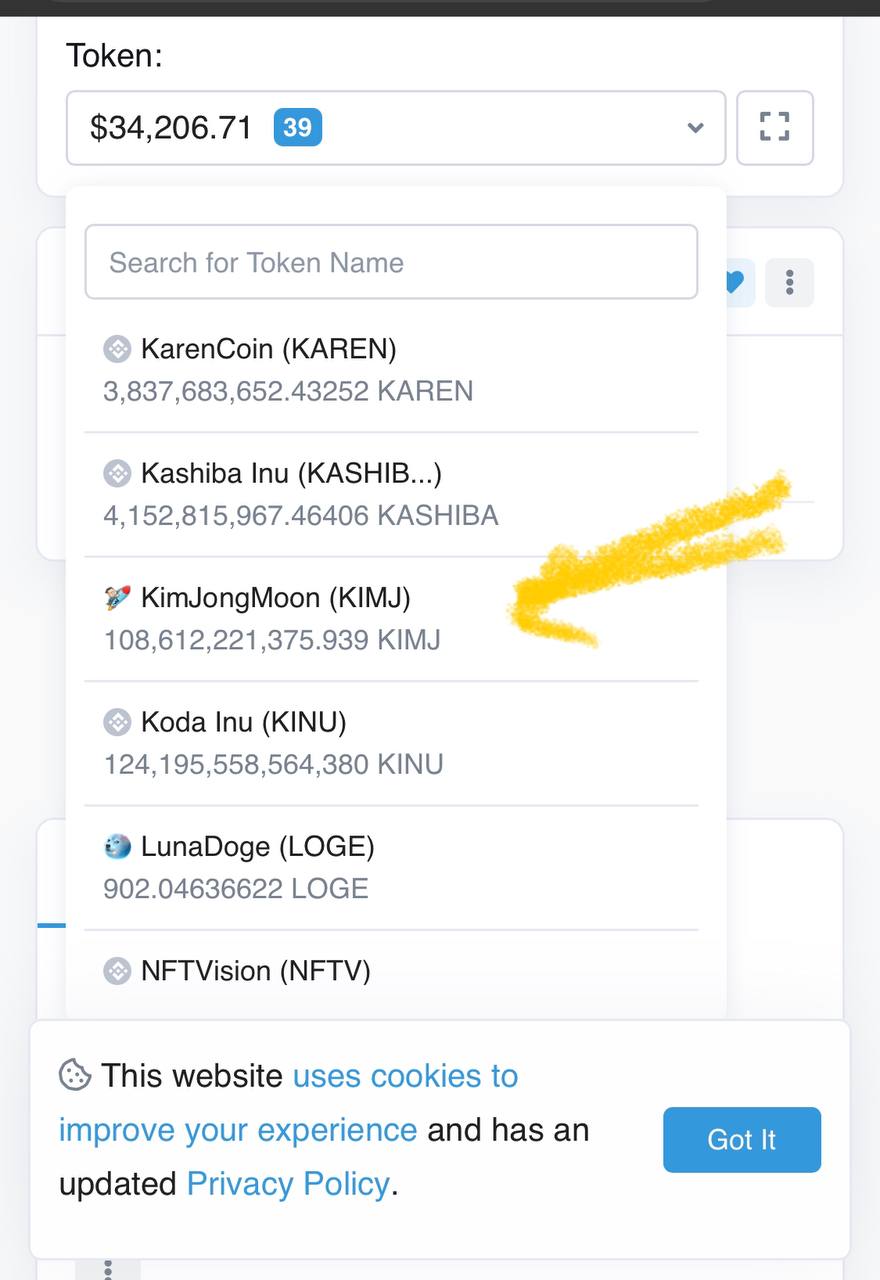 Token:
$34,206.71 39
Search for Token Name
KarenCoin (KAREN)
3,837,683,652.43252 KAREN
Kashiba Inu (KASHIB...)
4,152,815,967.46406 KASHIBA
KimJongMoon (KIMJ)
108,612,221,375.939 KIMJ
Koda Inu (KINU)
124,195,558,564,380 KINU
LunaDoge (LOGE)
902.04636622 LOGE
NFTVision (NFTV)
This website uses cookies to
improve your experience and has an
updated Privacy Policy.
Got It